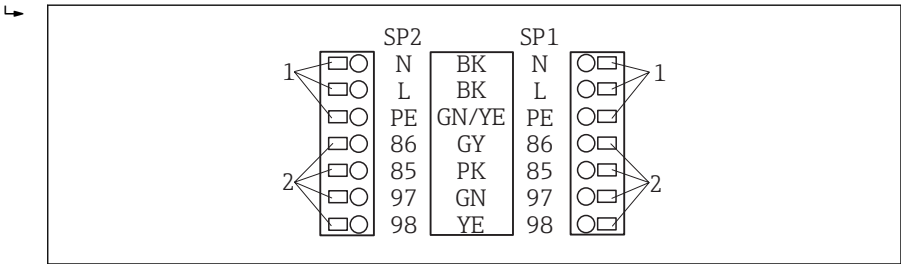 SP2 SP1
1 N BK N 1
L BK L
PE GN/YE PE
86 GY 86
2 85 PK 85 2
97 GN 97
98 YE 98